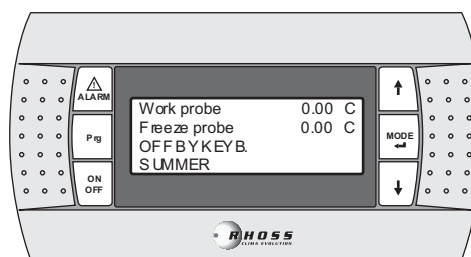 ALARM
Prg
ON
OFF
Work probe 0.00 C
Freeze probe 0.00 C
OFF BY KEYB.
SUMMER
MODE
RHOSS
CLIMA EVOLUTION